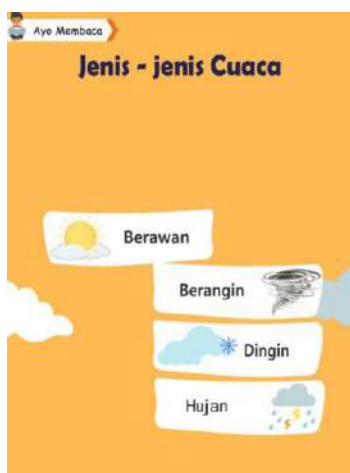 Ayo Membaca
Jenis - jenis Cuaca
Berawan
Berangin
Dingin
Hujan